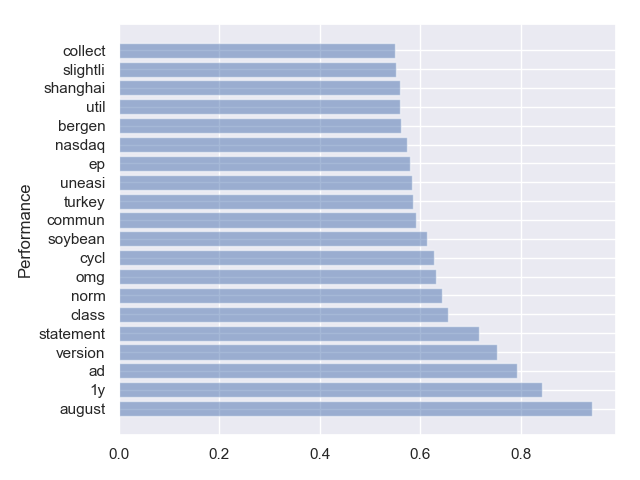 collect
slightli
shanghai
util
bergen
nasdaq
ep
uneasi
turkey
commun
soybean
cycl
omg
norm
class
statement
version
ad
1y
august
Performance
0.0 0.2 0.4 0.6 0.8